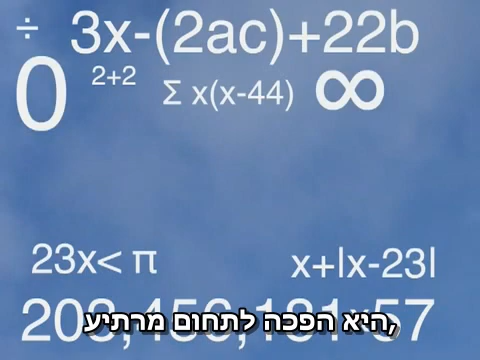 ÷ 3x-(2ac)+22b
0 2+2 Σ x(x-44) ∞
23x< π x+|x-23|
היא הפכה לתחום מרתיע,